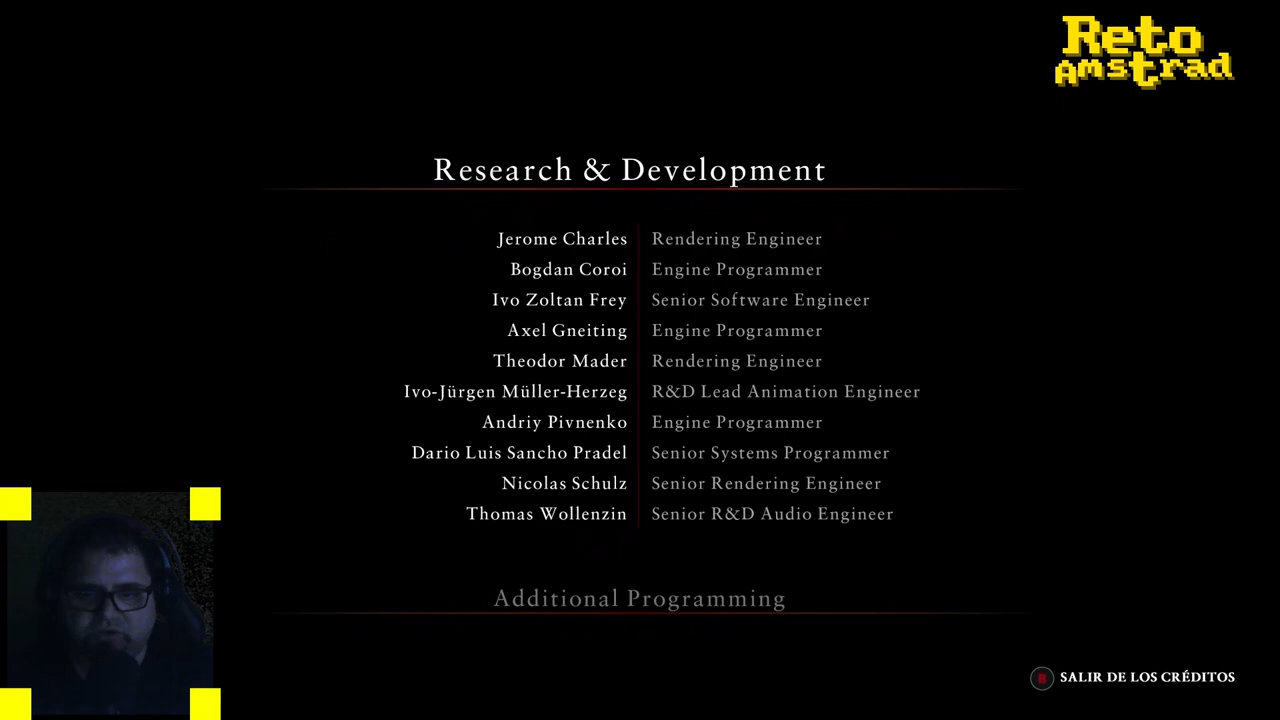 Reto
Amstrad
Research & Development
Jerome Charles Rendering Engineer
Bogdan Coroi Engine Programmer
Ivo Zoltan Frey Senior Software Engineer
Axel Gneiting Engine Programmer
Theodor Mader Rendering Engineer
Ivo-Jürgen Müller-Herzeg R&D Lead Animation Engineer
Andriy Pivnenko Engine Programmer
Dario Luis Sancho Pradel Senior Systems Programmer
Nicolas Schulz Senior Rendering Engineer
Thomas Wollenzin Senior R&D Audio Engineer
Additional Programming
B SALIR DE LOS CRÉDITOS